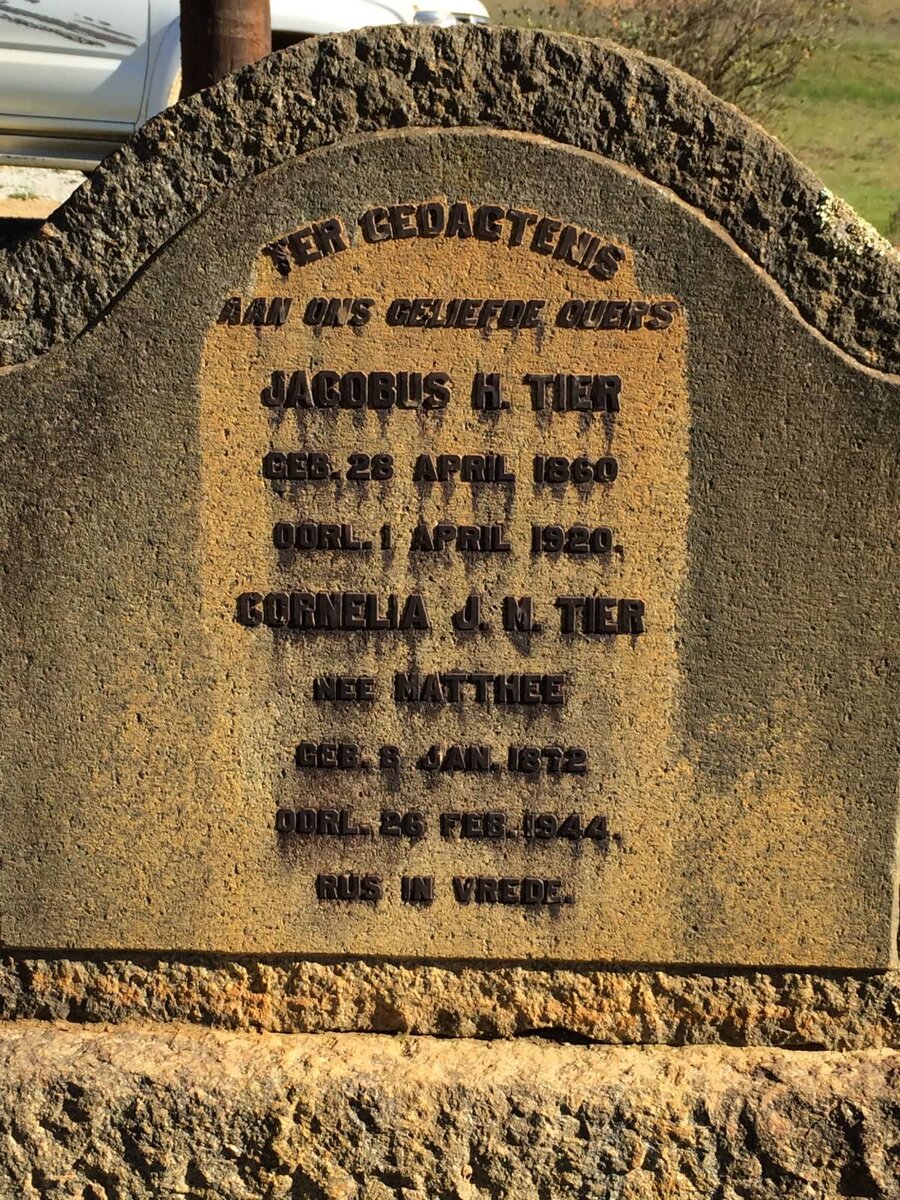 TER GEDACTENIS
AAN ONS GELIEFDE OUERS
JACOBUS H. TIER
GEB. 28 APRIL 1860
OORL. 1 APRIL 1920.
CORNELIA J. M. TIER
NEE MATTHEE
GEB. 8 JAN. 1872
OORL. 26 FEB. 1944.
RUS IN VREDE.